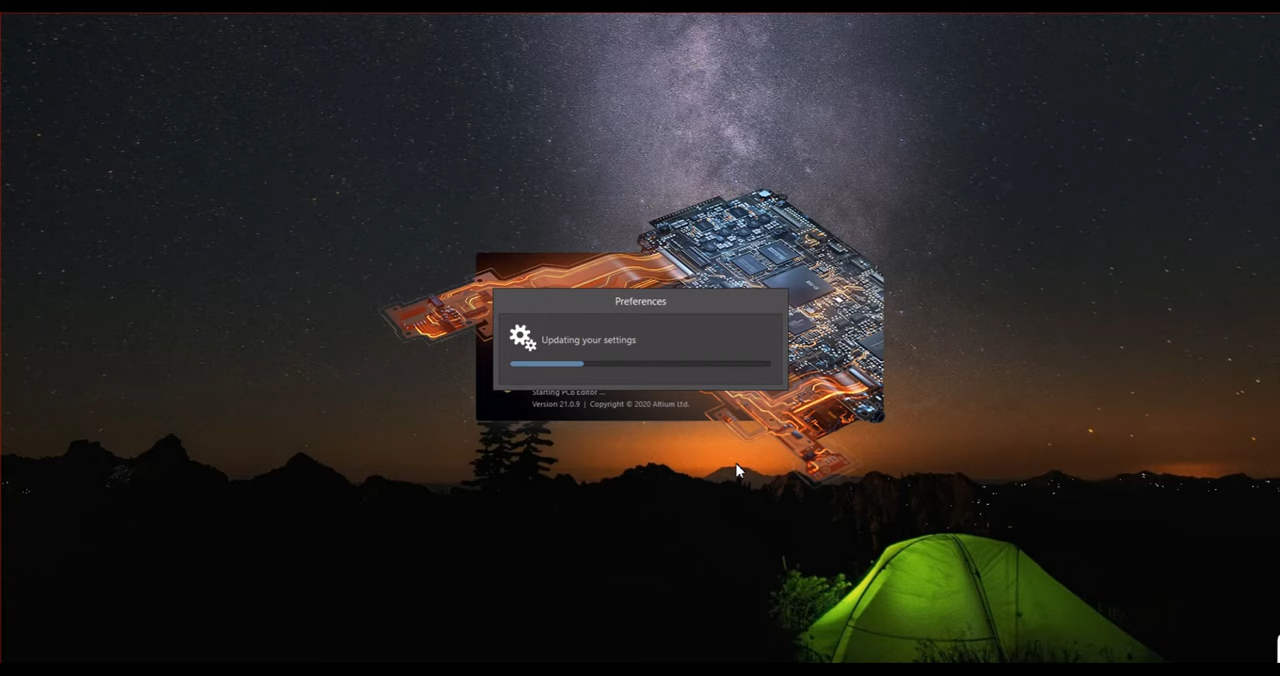 Preferences
Updating your settings
Starting PCB Editor ...
Version 21.0.9 | Copyright © 2020 Altium Ltd.